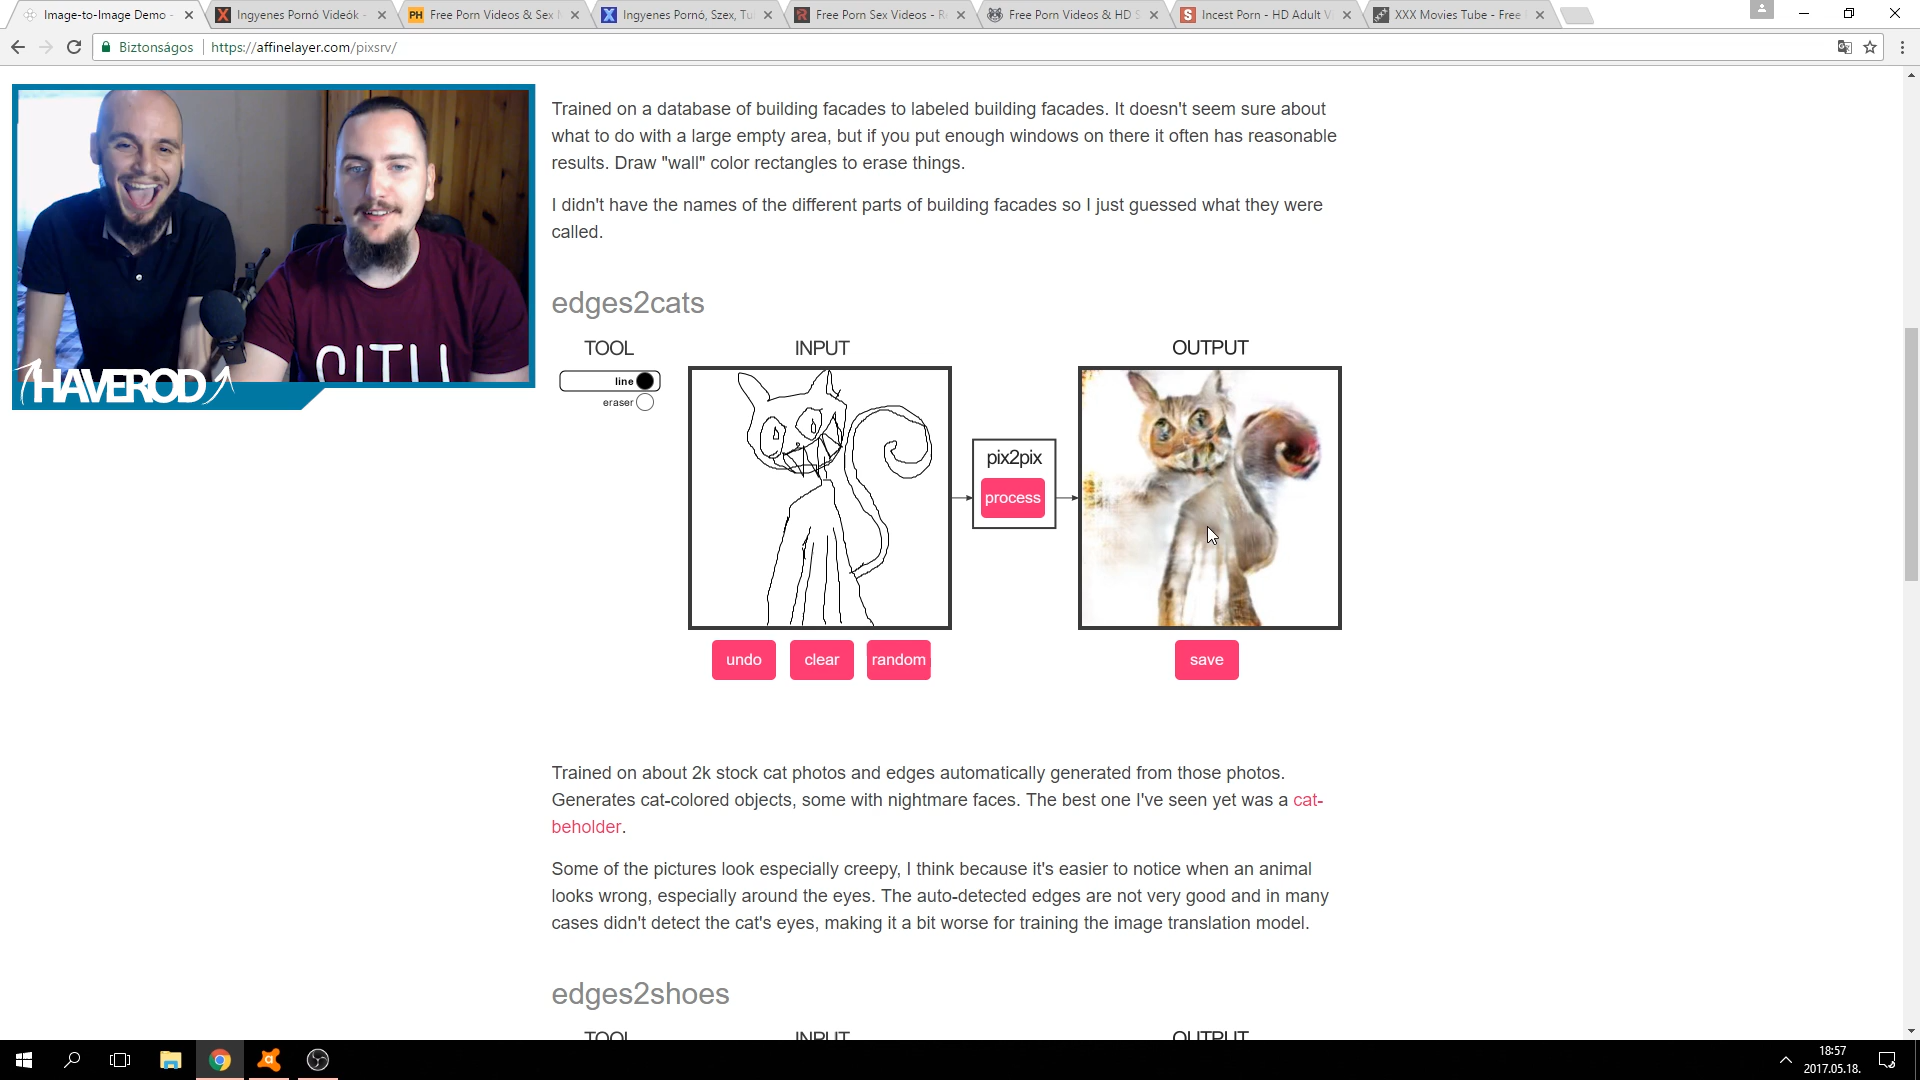 Image-to-Image Demo -
Ingyenes Pornó Videók -
Free Porn Videos & Sex
Ingyenes Pornó, Szex, Tu
Free Porn Sex Videos -
Free Porn Videos & HD
Incest Porn - HD Adult
XXX Movies Tube - Free
Biztonságos
https://affinelayer.com/pixsrv/
Trained on a database of building facades to labeled building facades. It doesn't seem sure about
what to do with a large empty area, but if you put enough windows on there it often has reasonable
results. Draw "wall" color rectangles to erase things.
I didn't have the names of the different parts of building facades so I just guessed what they were
called.
HAVEROD
edges2cats
TOOL
INPUT
OUTPUT
line
eraser
pix2pix
process
undo
clear
random
save
Trained on about 2k stock cat photos and edges automatically generated from those photos.
Generates cat-colored objects, some with nightmare faces. The best one I've seen yet was a cat-
beholder.
Some of the pictures look especially creepy, I think because it's easier to notice when an animal
looks wrong, especially around the eyes. The auto-detected edges are not very good and in many
cases didn't detect the cat's eyes, making it a bit worse for training the image translation model.
edges2shoes
TOOL
INPUT
OUTPUT
18:57
2017.05.18.